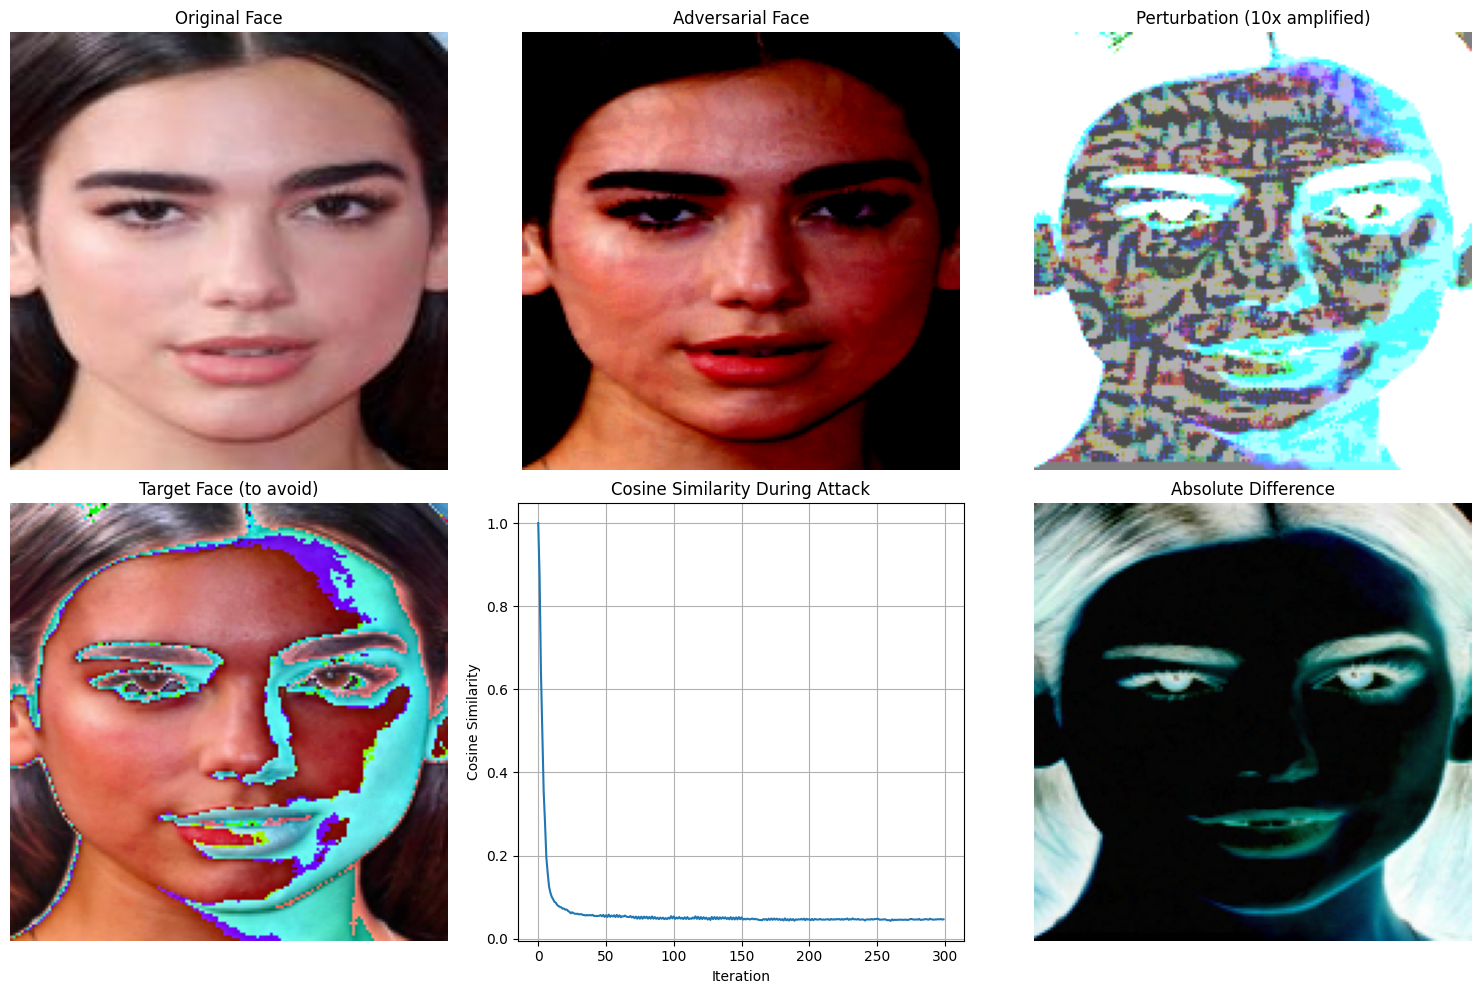 Original Face
Adversarial Face
Perturbation (10x amplified)
Target Face (to avoid)
Cosine Similarity During Attack
Absolute Difference
Cosine Similarity
1.0
0.8
0.6
0.4
0.2
0.0
0 50 100 150 200 250 300
Iteration